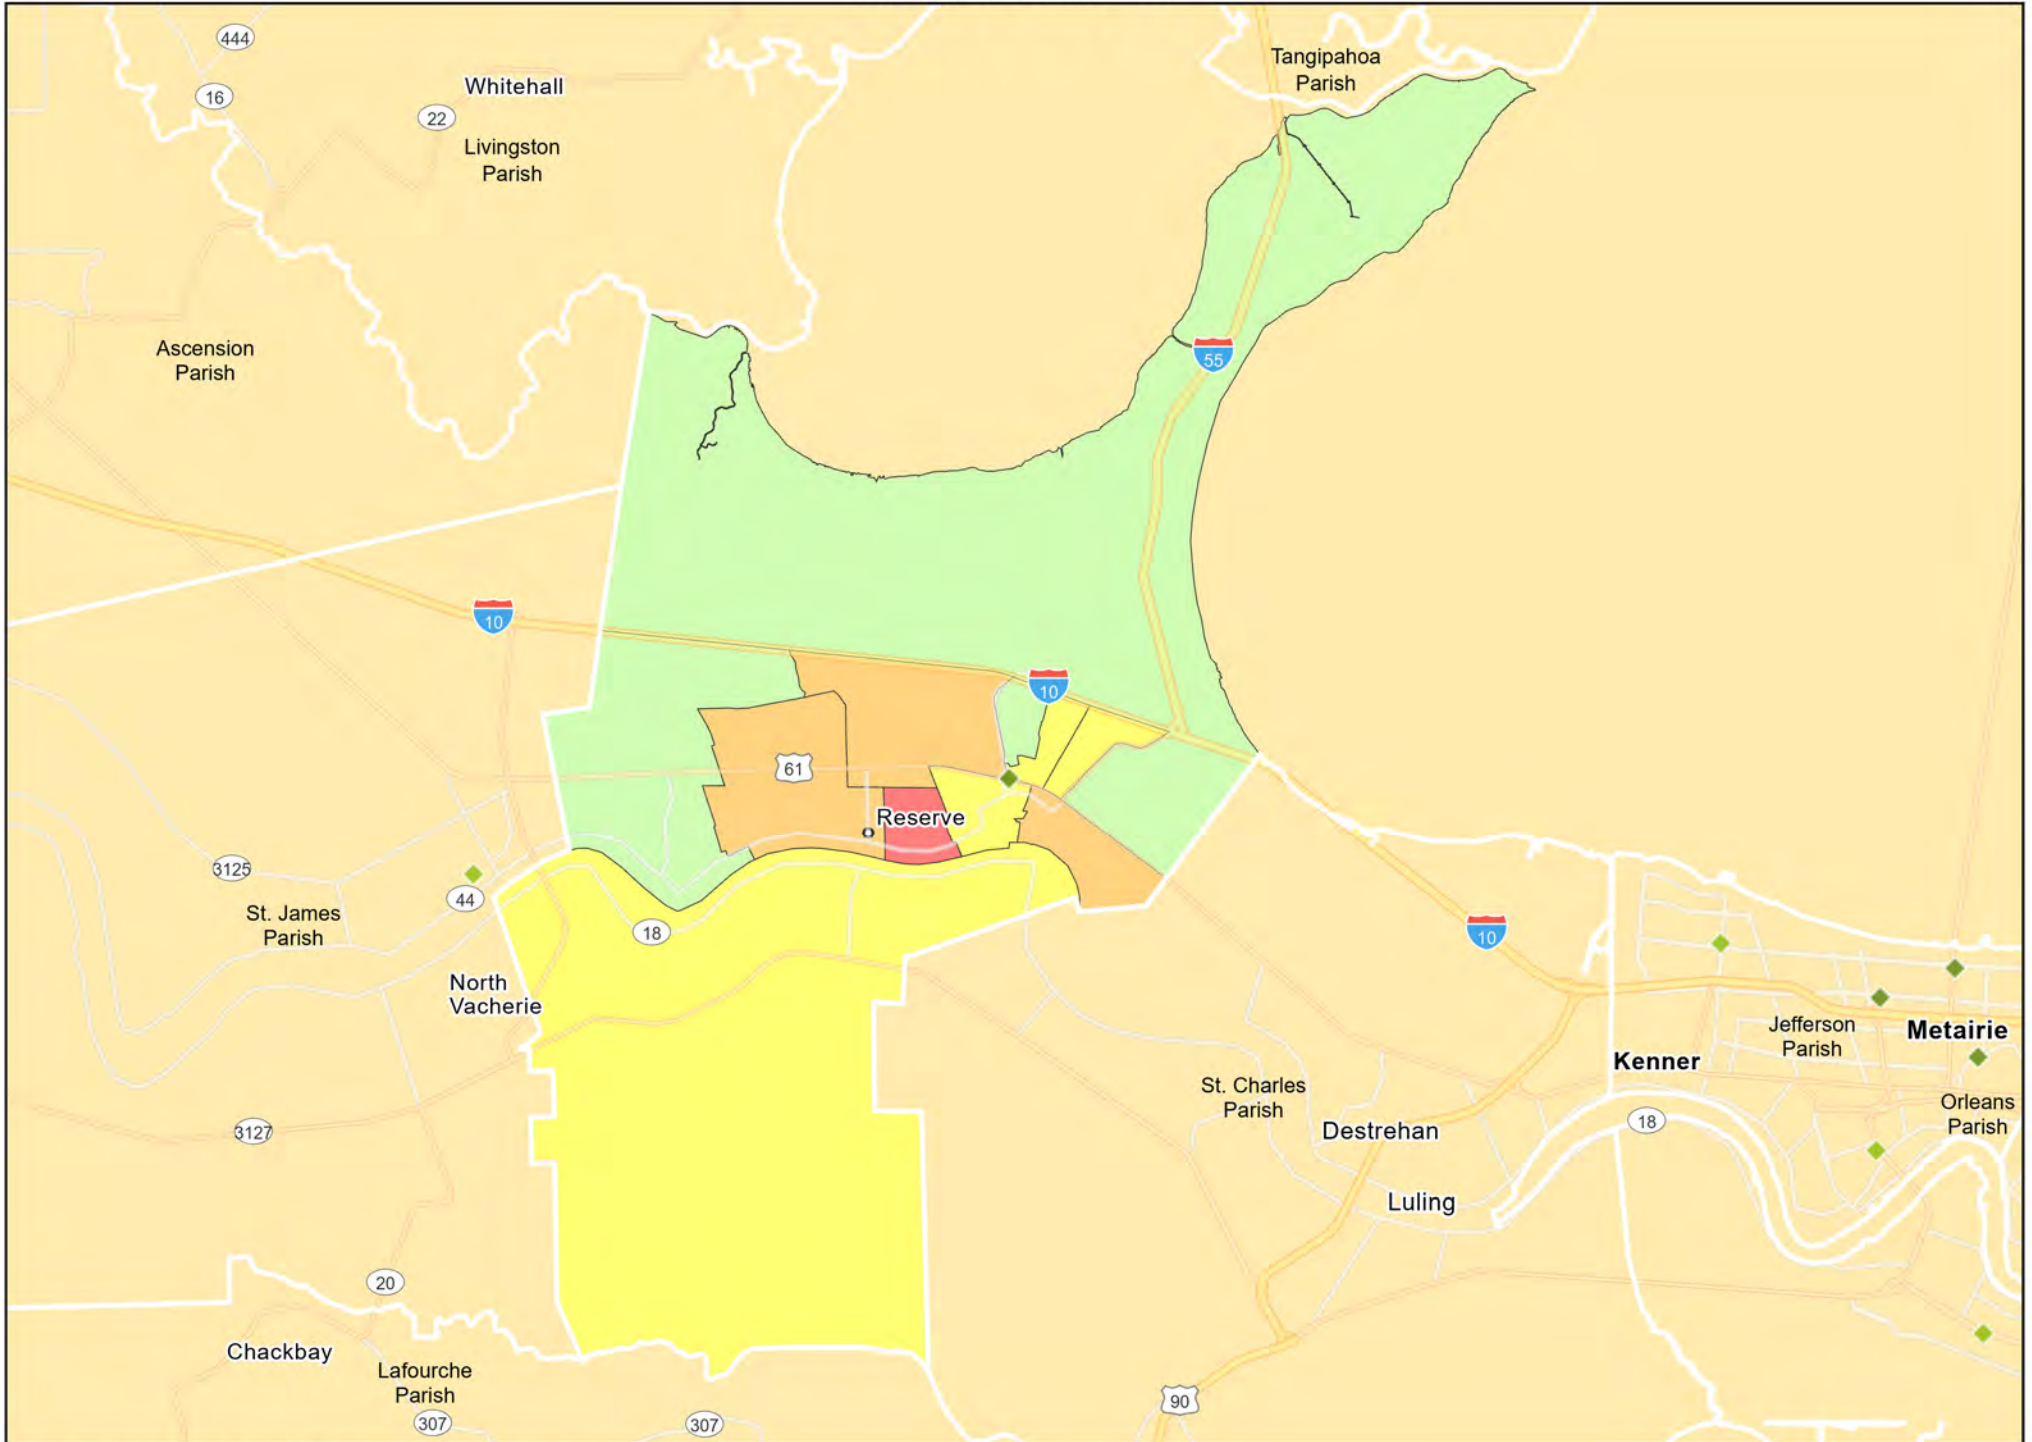 444
Tangipahoa
Parish
Whitehall
16
22
Livingston
Parish
Ascension
Parish
55
10
10
61
Reserve
3125
44
St. James
Parish
18
10
North
Vacherie
Jefferson
Parish
Metairie
Kenner
St. Charles
Parish
Orleans
Parish
18
3127
Destrehan
Luling
20
Chackbay
Lafourche
Parish
90
307
307